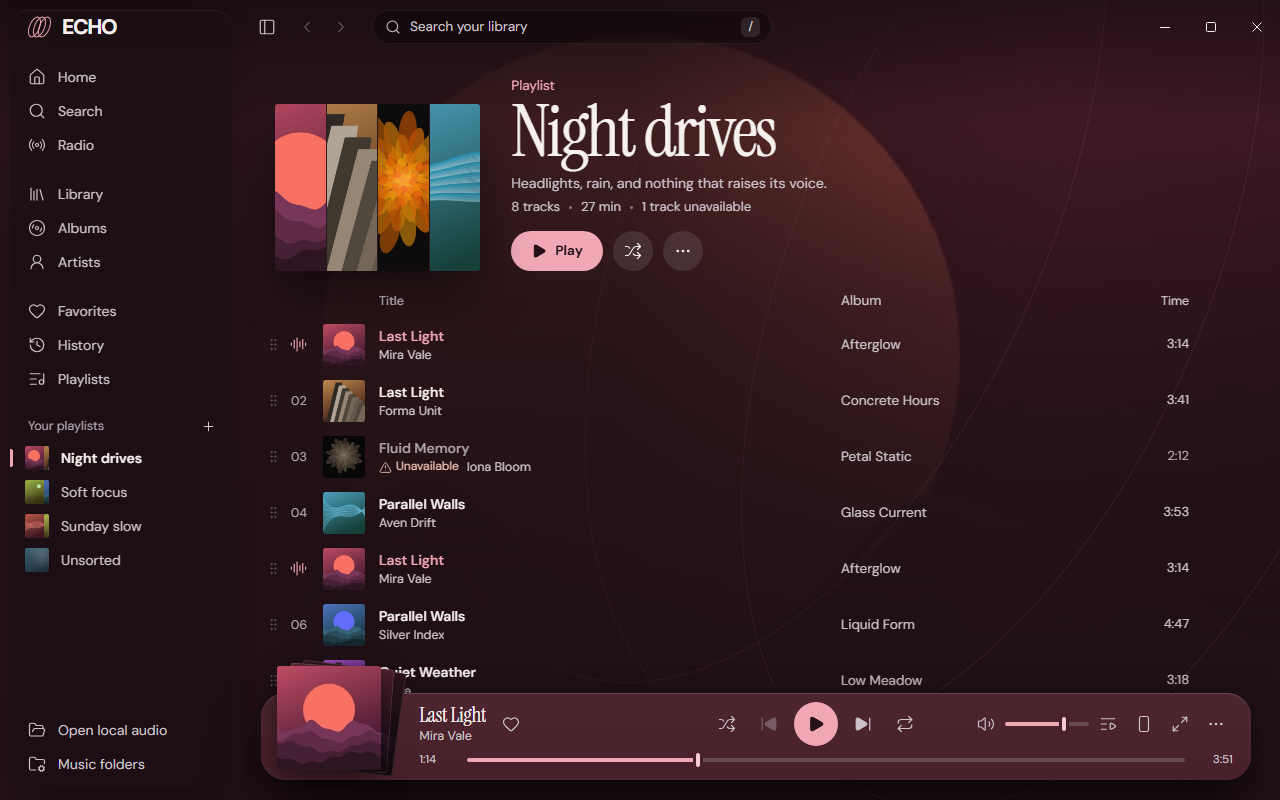 ECHO
Search your library
/
Home
Search
Radio
Library
Albums
Artists
Favorites
History
Playlists
Your playlists
Night drives
Soft focus
Sunday slow
Unsorted
Open local audio
Music folders
Playlist
Night drives
Headlights, rain, and nothing that raises its voice.
8 tracks • 27 min • 1 track unavailable
Play
Title Album Time
Last Light
Mira Vale
Afterglow
3:14
02
Last Light
Forma Unit
Concrete Hours
3:41
03
Fluid Memory
Unavailable Iona Bloom
Petal Static
2:12
04
Parallel Walls
Aven Drift
Glass Current
3:53
Last Light
Mira Vale
Afterglow
3:14
06
Parallel Walls
Silver Index
Liquid Form
4:47
Weather
Low Meadow
3:18
Last Light
Mira Vale
1:14
3:51